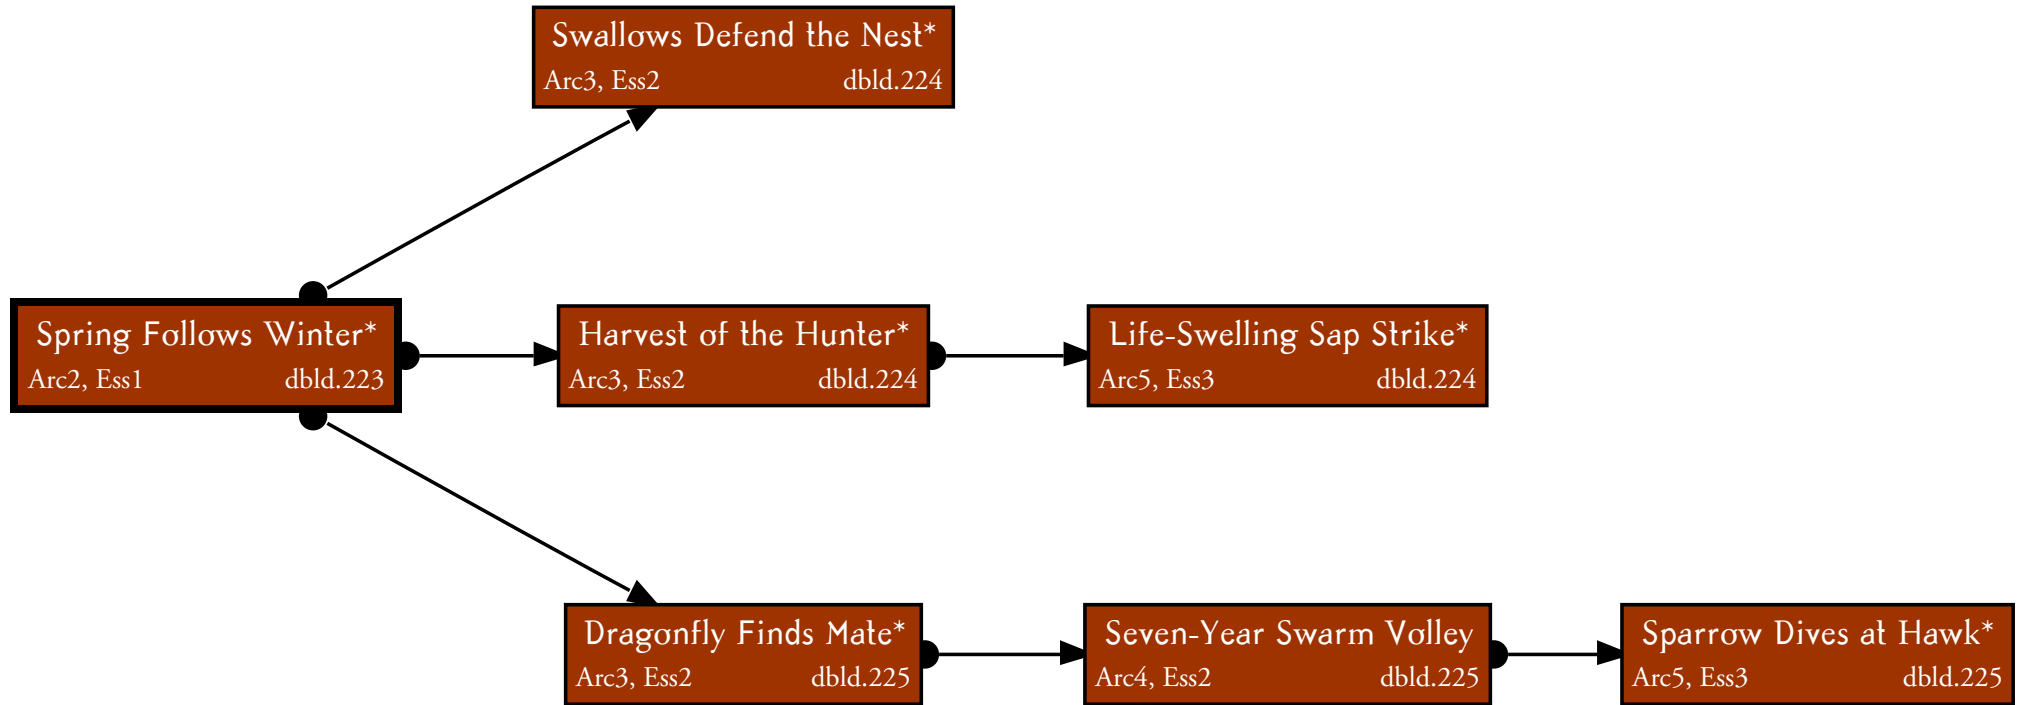 Swallows Defend the Nest*
Arc3, Ess2 dbld.224
Spring Follows Winter*
Arc2, Ess1 dbld.223
Harvest of the Hunter*
Arc3, Ess2 dbld.224
Life-Swelling Sap Strike*
Arc5, Ess3 dbld.224
Dragonfly Finds Mate*
Arc3, Ess2 dbld.225
Seven-Year Swarm Volley
Arc4, Ess2 dbld.225
Sparrow Dives at Hawk*
Arc5, Ess3 dbld.225